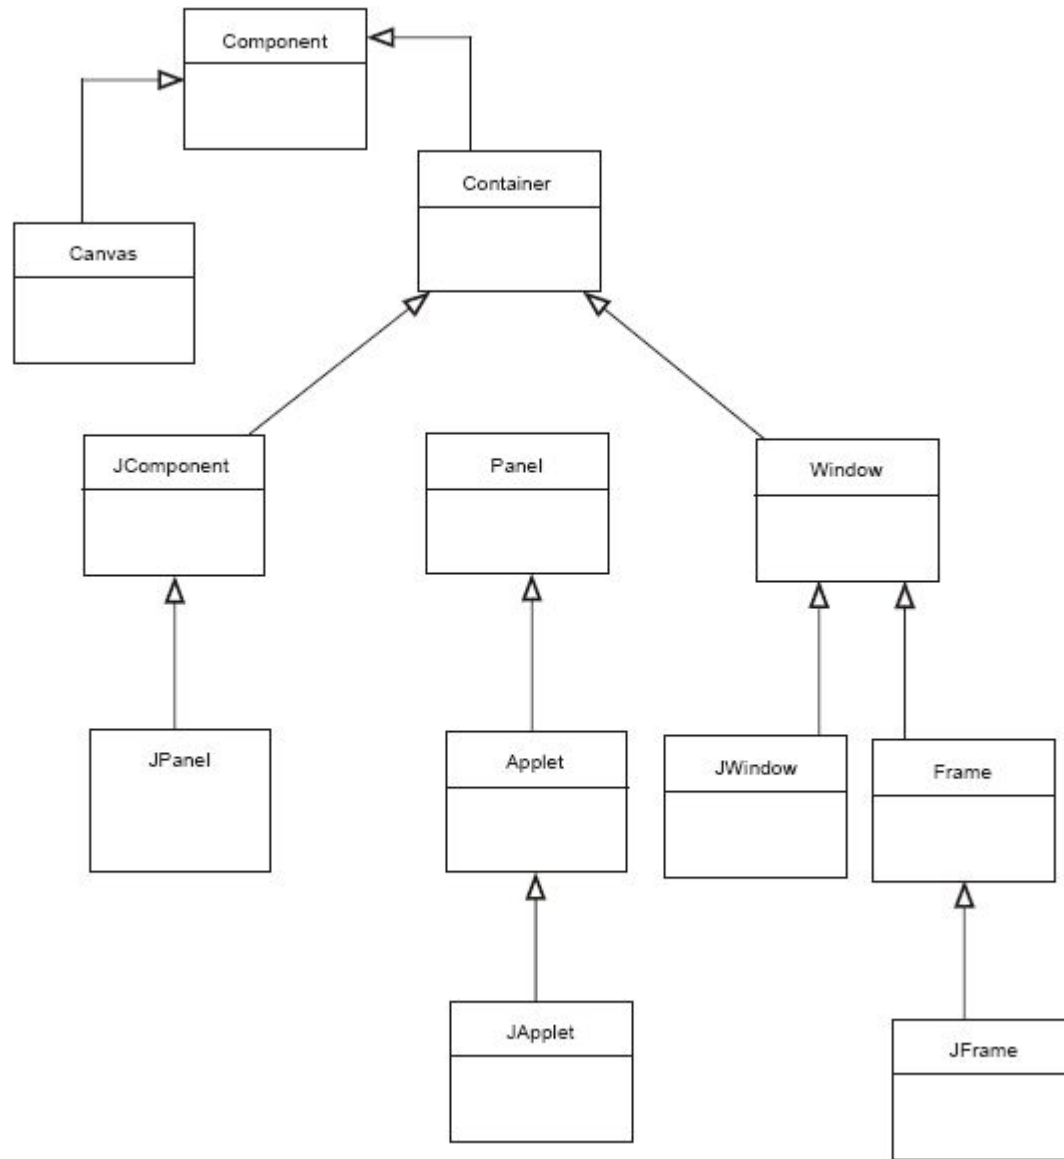 Component
Container
Canvas
JComponent
Panel
Window
JPanel
Applet
JWindow
Frame
JApplet
JFrame